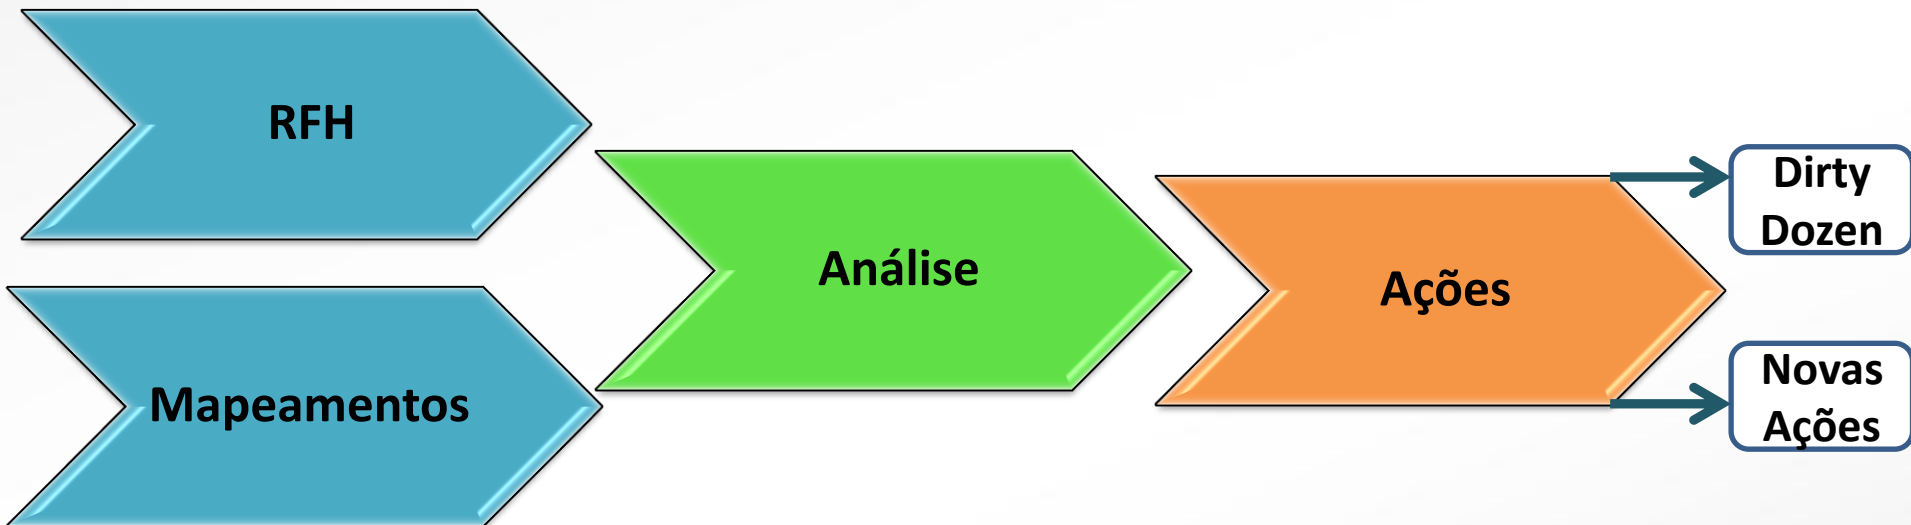 RFH
Mapeamentos
Análise
Ações
Dirty
Dozen
Novas
Ações